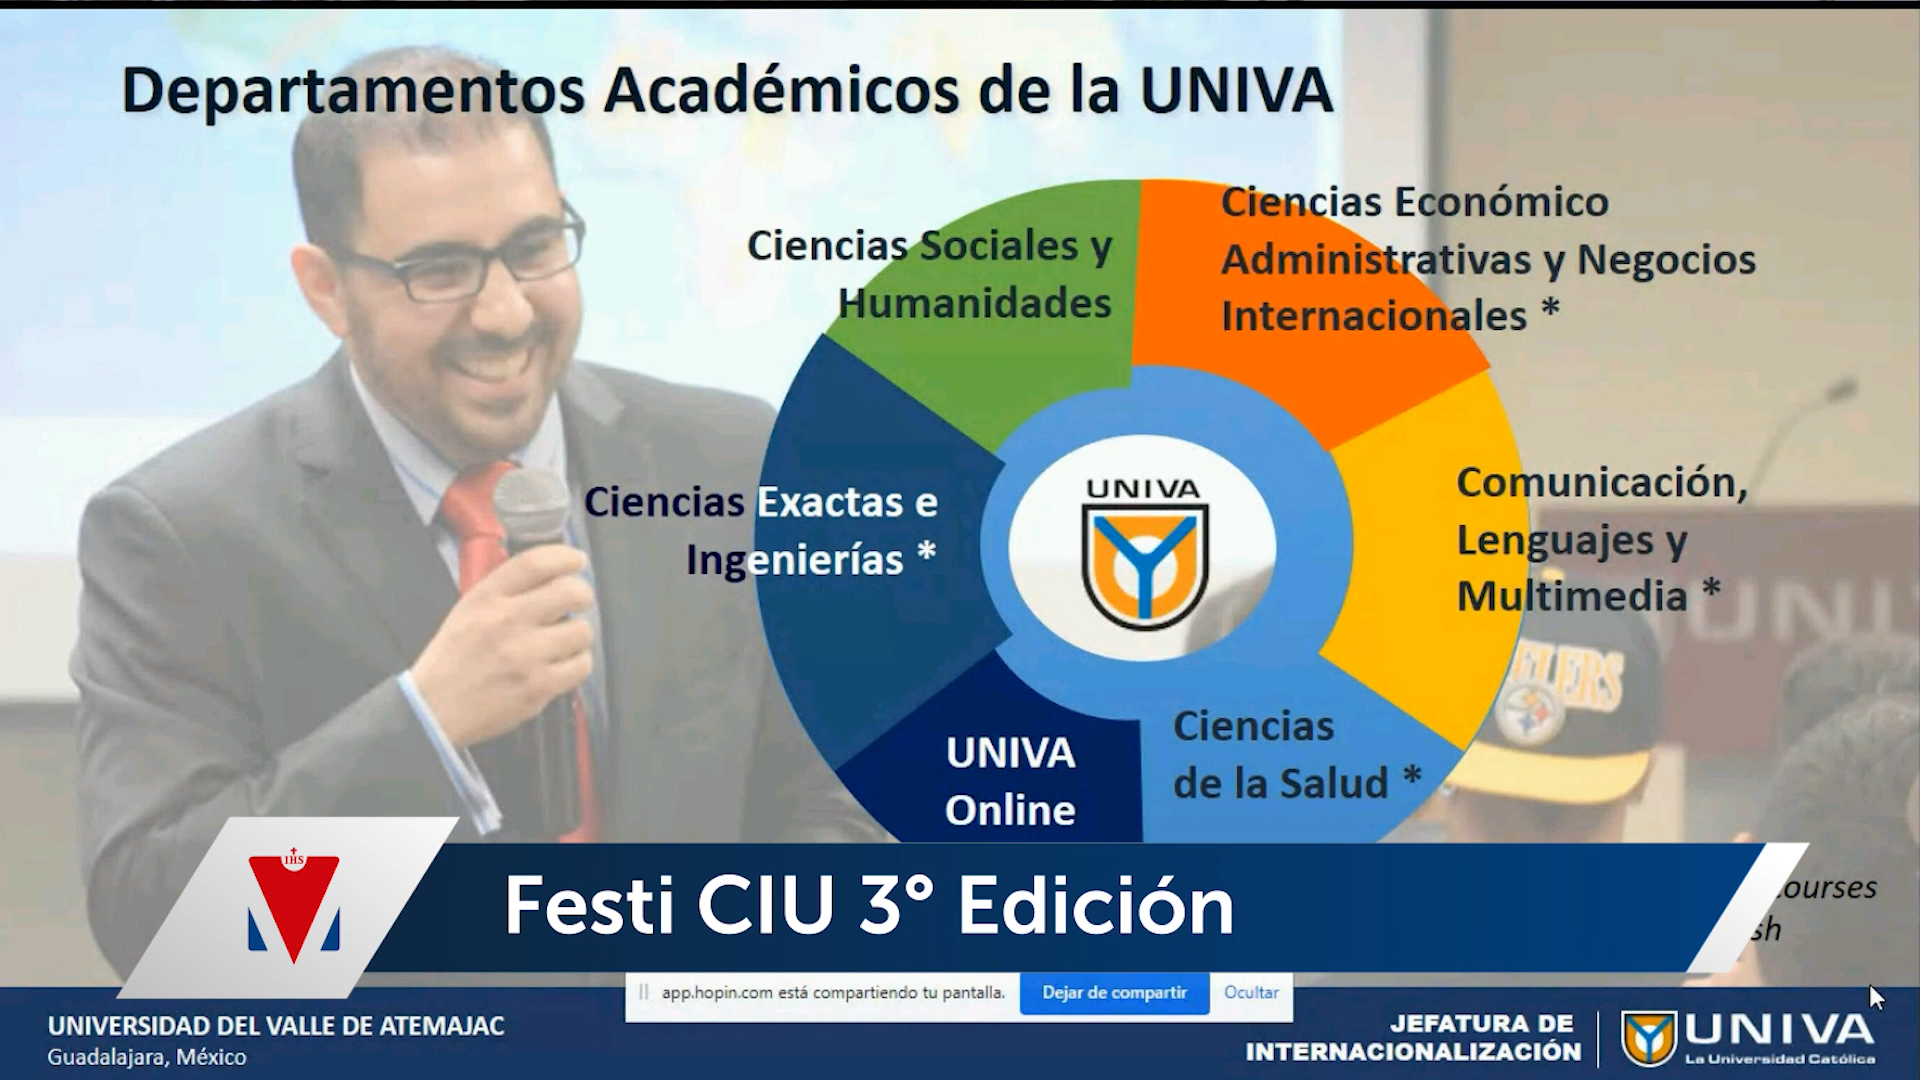 Departamentos Académicos de la UNIVA
Ciencias Sociales y
Humanidades
Ciencias Económico
Administrativas y Negocios
Internacionales *
Ciencias Exactas e
Ingenierías *
UNIVA
Comunicación,
Lenguajes y
Multimedia *
UNIVA
Online
Ciencias
de la Salud *
IHS
Festi CIU 3° Edición
app.hopin.com está compartiendo tu pantalla.
Dejar de compartir
Ocultar
UNIVERSIDAD DEL VALLE DE ATEMAJAC
Guadalajara, México
JEFATURA DE
INTERNACIONALIZACIÓN
UNIVA
La Universidad Católica